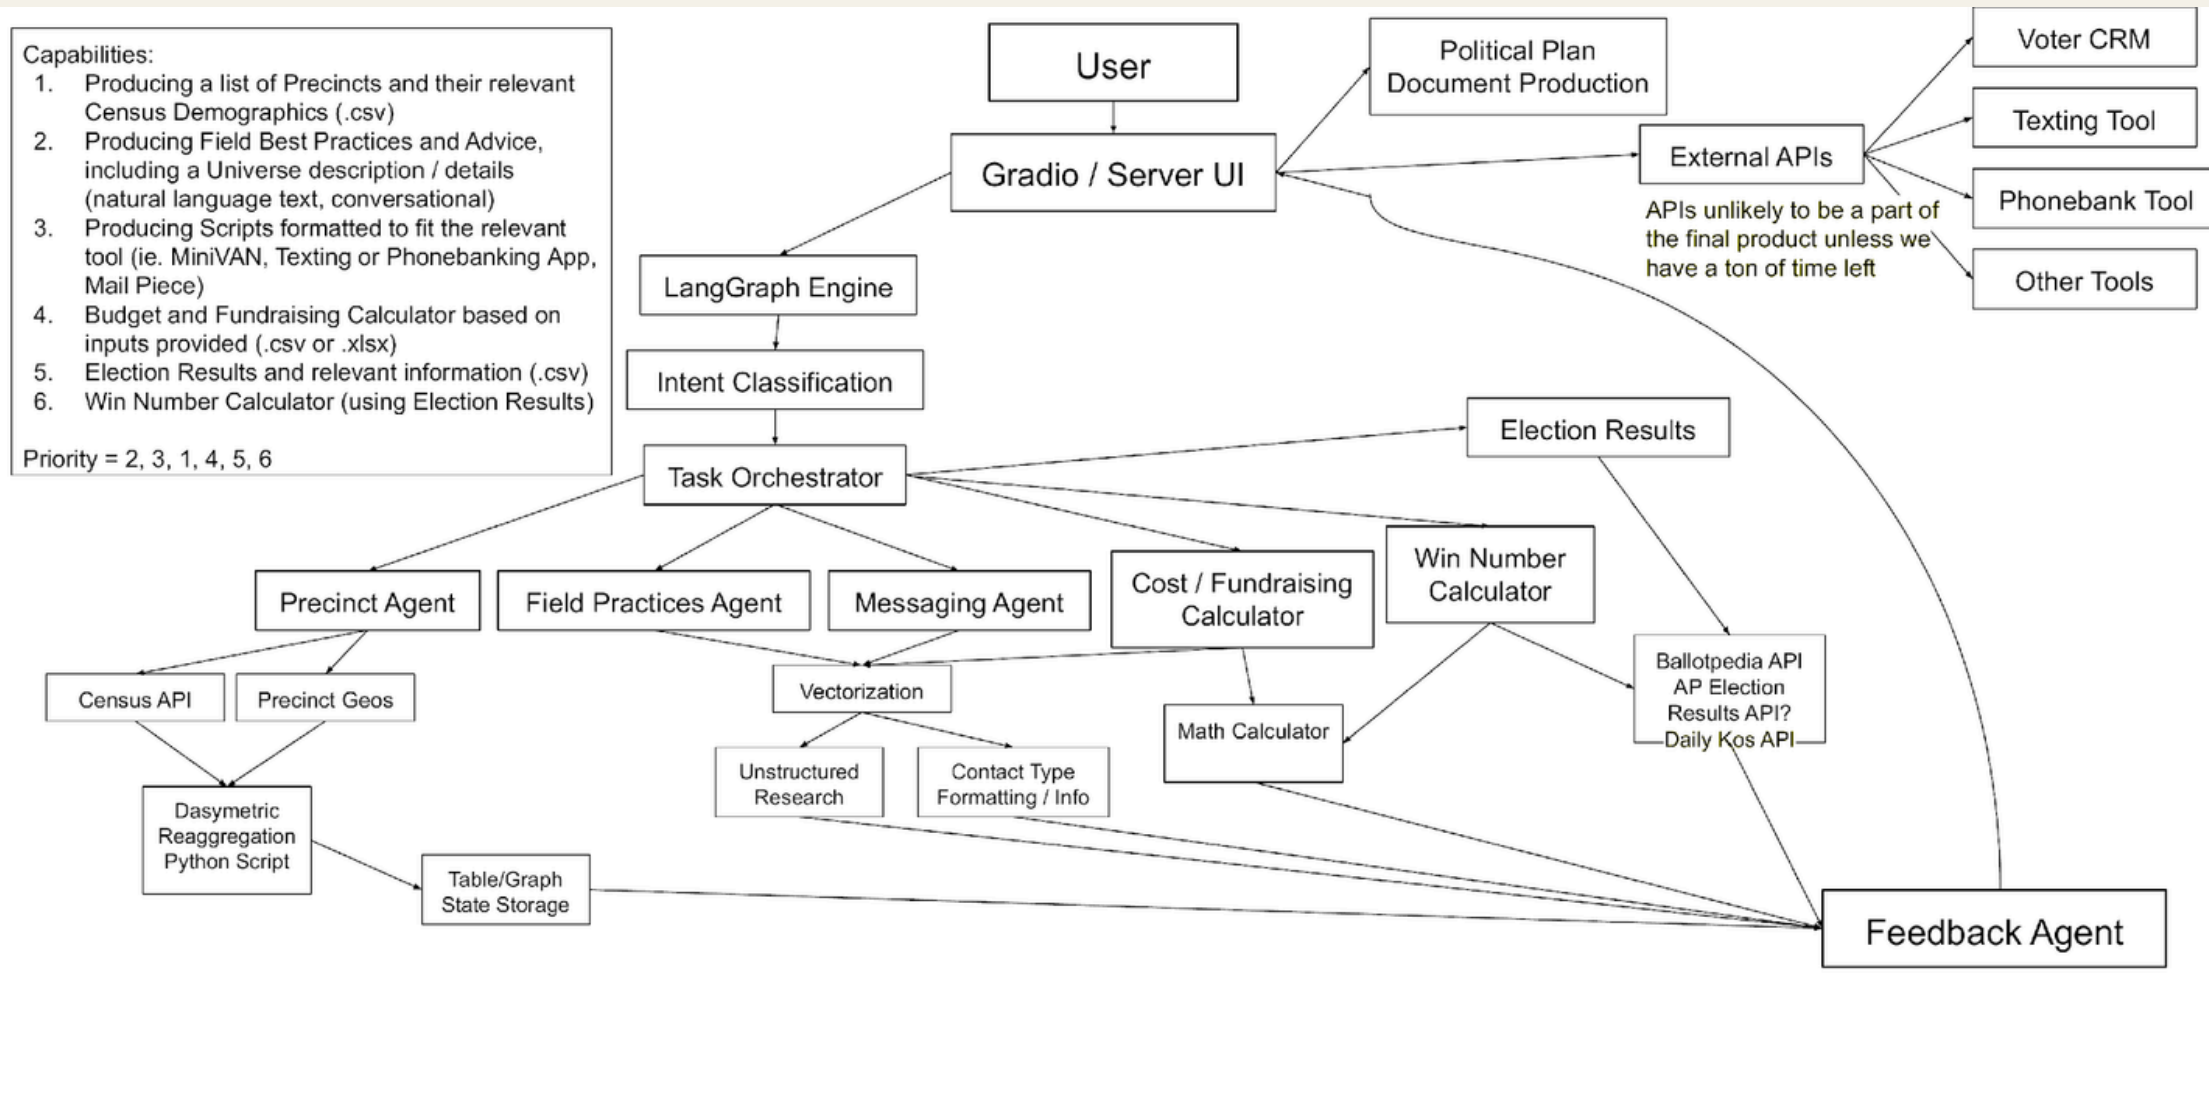 Capabilities:
1. Producing a list of Precincts and their relevant
Census Demographics (.csv)
2. Producing Field Best Practices and Advice,
including a Universe description / details
(natural language text, conversational)
3. Producing Scripts formatted to fit the relevant
tool (ie. MiniVAN, Texting or Phonebanking App,
Mail Piece)
4. Budget and Fundraising Calculator based on
inputs provided (.csv or .xlsx)
5. Election Results and relevant information (.csv)
6. Win Number Calculator (using Election Results)
Priority = 2, 3, 1, 4, 5, 6
User
Gradio / Server UI
Political Plan
Document Production
External APIs
APIs unlikely to be a part of
the final product unless we
have a ton of time left
Voter CRM
Texting Tool
Phonebank Tool
Other Tools
LangGraph Engine
Intent Classification
Task Orchestrator
Election Results
Precinct Agent
Field Practices Agent
Messaging Agent
Cost / Fundraising
Calculator
Win Number
Calculator
Census API
Precinct Geos
Vectorization
Math Calculator
Ballotpedia API
AP Election
Results API?
Daily Kos API
Unstructured
Research
Contact Type
Formatting / Info
Dasymetric
Reaggregation
Python Script
Table/Graph
State Storage
Feedback Agent